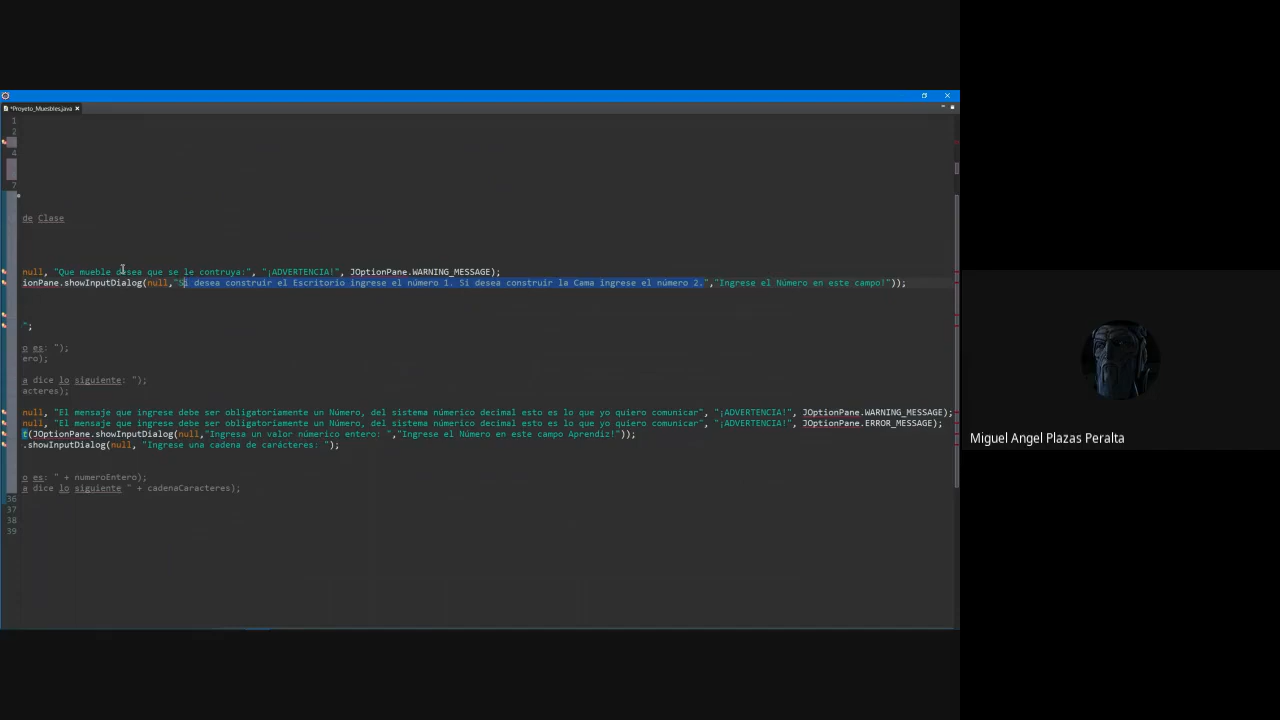 *Proyeto_Muesbles.java
1
2
4
7
de Clase
null, "Que mueble desea que se le contruya:", "¡ADVERTENCIA!", JOptionPane.WARNING_MESSAGE);
ionPane.showInputDialog(null,"Si desea construir el Escritorio ingrese el número 1. Si desea construir la Cama ingrese el número 2.","Ingrese el Número en este campo!"));
";
o es: ");
ero);
a dice lo siguiente: ");
acteres);
null, "El mensaje que ingrese debe ser obligatoriamente un Número, del sistema númerico decimal esto es lo que yo quiero comunicar", "¡ADVERTENCIA!", JOptionPane.WARNING_MESSAGE);
null, "El mensaje que ingrese debe ser obligatoriamente un Número, del sistema númerico decimal esto es lo que yo quiero comunicar", "¡ADVERTENCIA!", JOptionPane.ERROR_MESSAGE);
t(JOptionPane.showInputDialog(null,"Ingresa un valor númerico entero: ","Ingrese el Número en este campo Aprendiz!"));
.showInputDialog(null, "Ingrese una cadena de carácteres: ");
o es: " + numeroEntero);
a dice lo siguiente " + cadenaCaracteres);
36
37
38
39
Miguel Angel Plazas Peralta